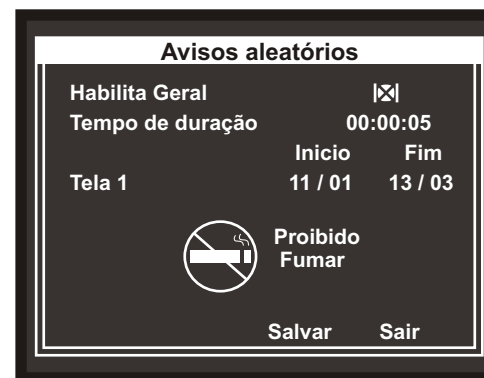 Avisos aleatórios
Habilita Geral
Tempo de duração 00:00:05
Inicio Fim
Tela 1 11 / 01 13 / 03
Proibido
Fumar
Salvar Sair